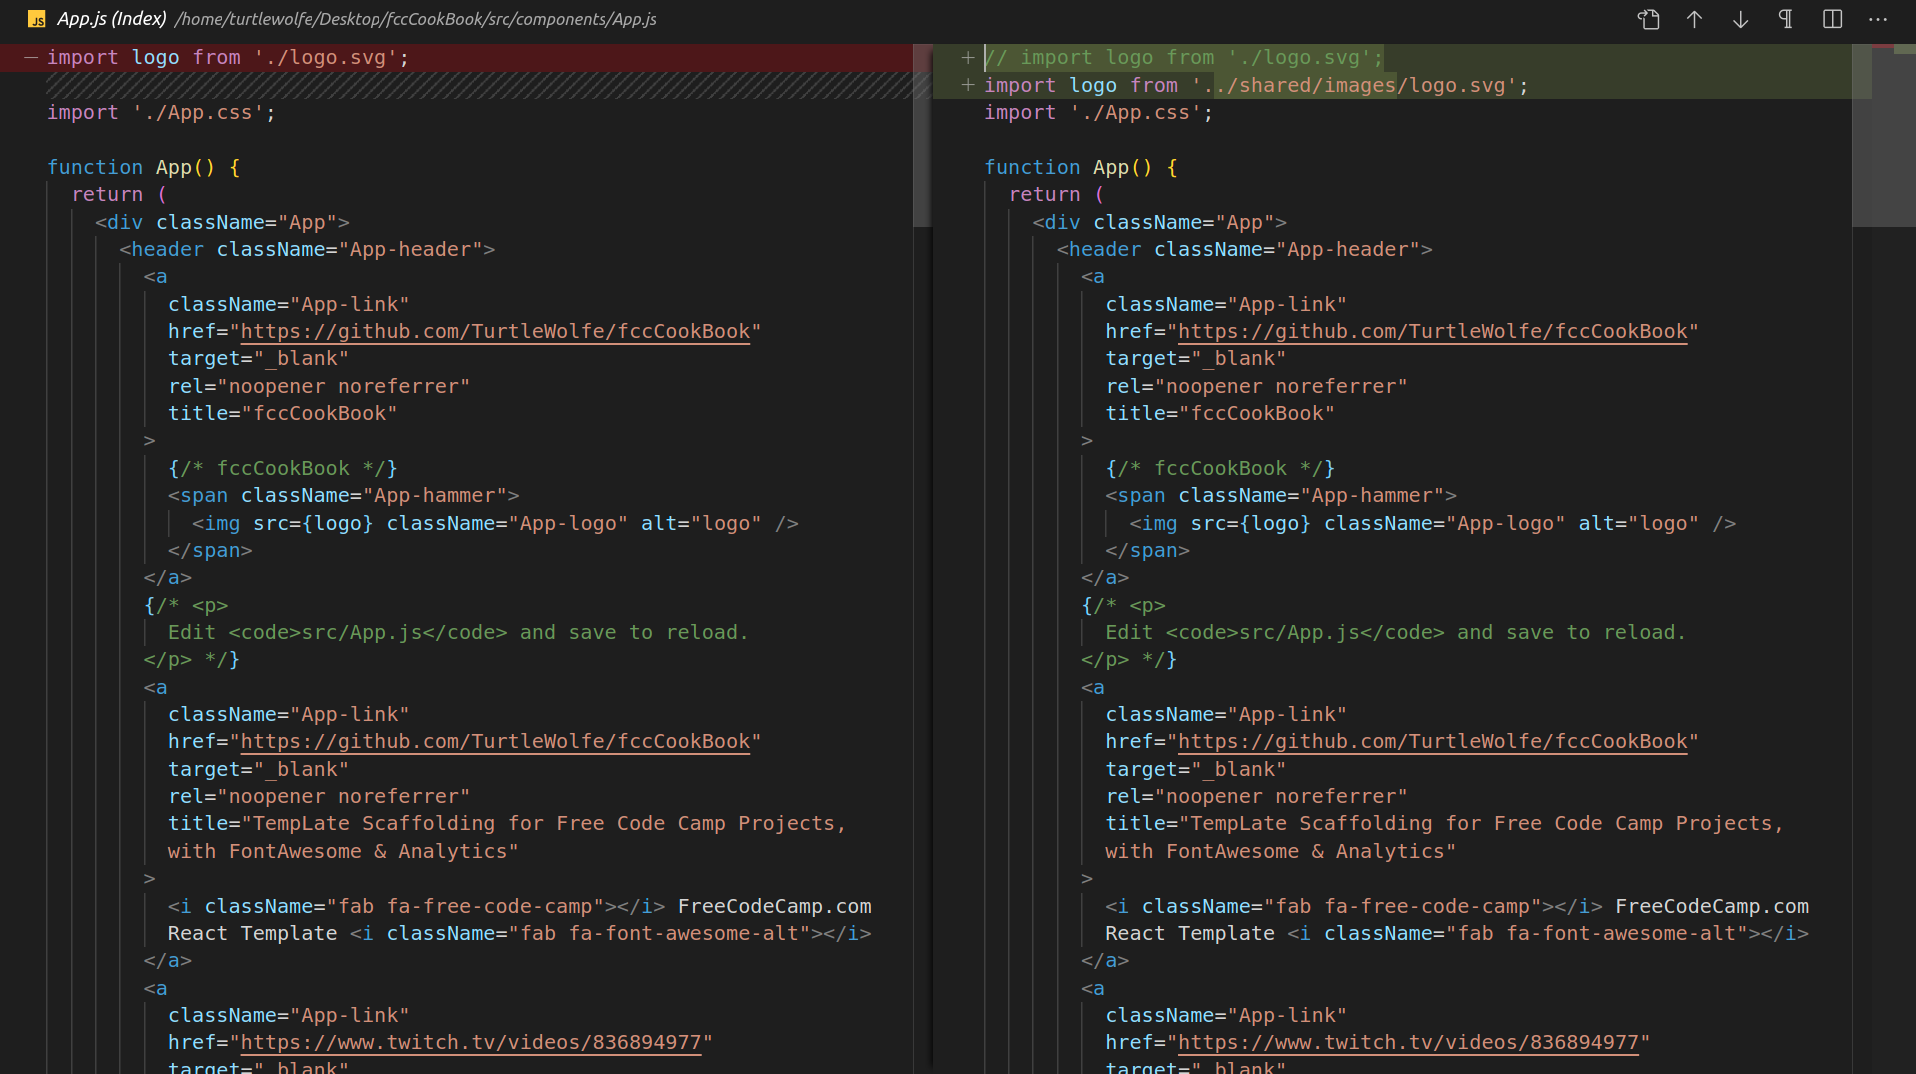 JS App.js (Index) /home/turtlewolfe/Desktop/fccCookBook/src/components/App.js
import logo from './logo.svg';
import './App.css';
function App() {
return (
<div className="App">
<header className="App-header">
<a
className="App-link"
href="https://github.com/TurtleWolfe/fccCookBook"
target="_blank"
rel="noopener noreferrer"
title="fccCookBook"
>
{/* fccCookBook */}
<span className="App-hammer">
<img src={logo} className="App-logo" alt="logo" />
</span>
</a>
{/* <p>
Edit <code>src/App.js</code> and save to reload.
</p> */}
<a
className="App-link"
href="https://github.com/TurtleWolfe/fccCookBook"
target="_blank"
rel="noopener noreferrer"
title="TempLate Scaffolding for Free Code Camp Projects,
with FontAwesome & Analytics"
>
<i className="fab fa-free-code-camp"></i> FreeCodeCamp.com
React Template <i className="fab fa-font-awesome-alt"></i>
</a>
<a
className="App-link"
href="https://www.twitch.tv/videos/836894977"
target="_blank"
// import logo from './logo.svg';
import logo from '../shared/images/logo.svg';
import './App.css';
function App() {
return (
<div className="App">
<header className="App-header">
<a
className="App-link"
href="https://github.com/TurtleWolfe/fccCookBook"
target="_blank"
rel="noopener noreferrer"
title="fccCookBook"
>
{/* fccCookBook */}
<span className="App-hammer">
<img src={logo} className="App-logo" alt="logo" />
</span>
</a>
{/* <p>
Edit <code>src/App.js</code> and save to reload.
</p> */}
<a
className="App-link"
href="https://github.com/TurtleWolfe/fccCookBook"
target="_blank"
rel="noopener noreferrer"
title="TempLate Scaffolding for Free Code Camp Projects,
with FontAwesome & Analytics"
>
<i className="fab fa-free-code-camp"></i> FreeCodeCamp.com
React Template <i className="fab fa-font-awesome-alt"></i>
</a>
<a
className="App-link"
href="https://www.twitch.tv/videos/836894977"
target="_blank"